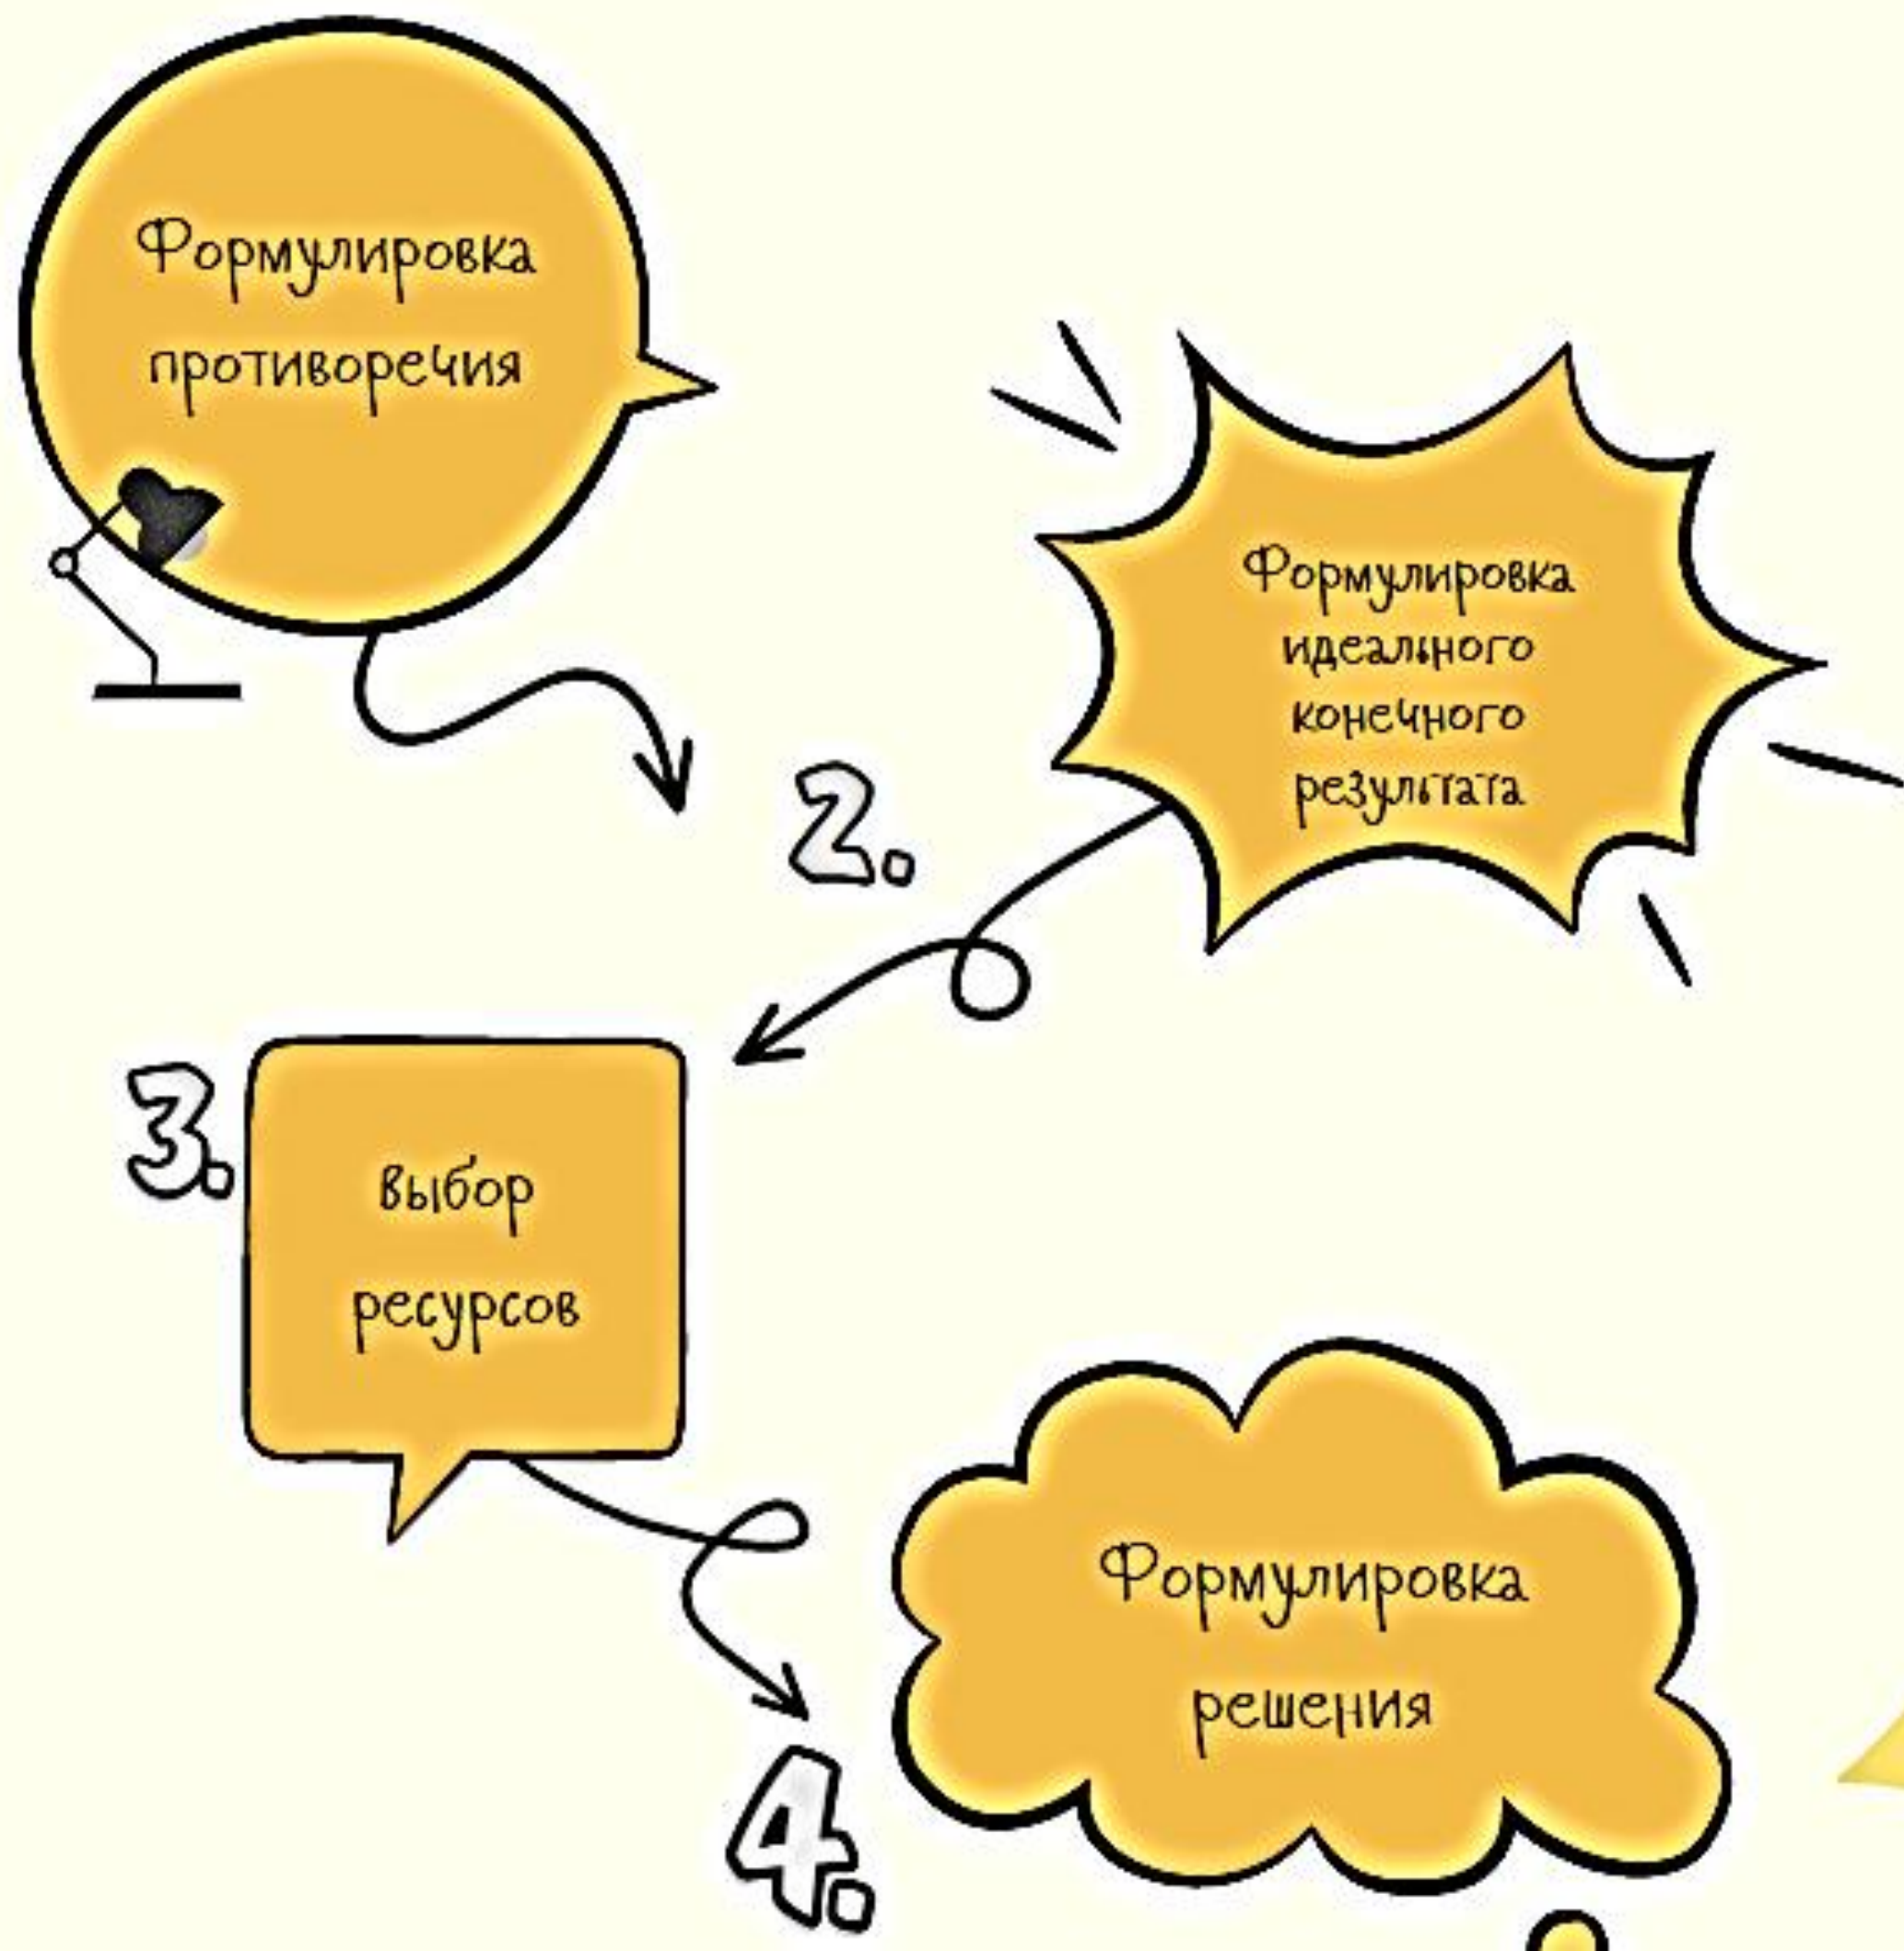 Формулировка
противоречия
2.
Формулировка
идеального
конечного
результата
3.
выбор
ресурсов
4.
Формулировка
решения